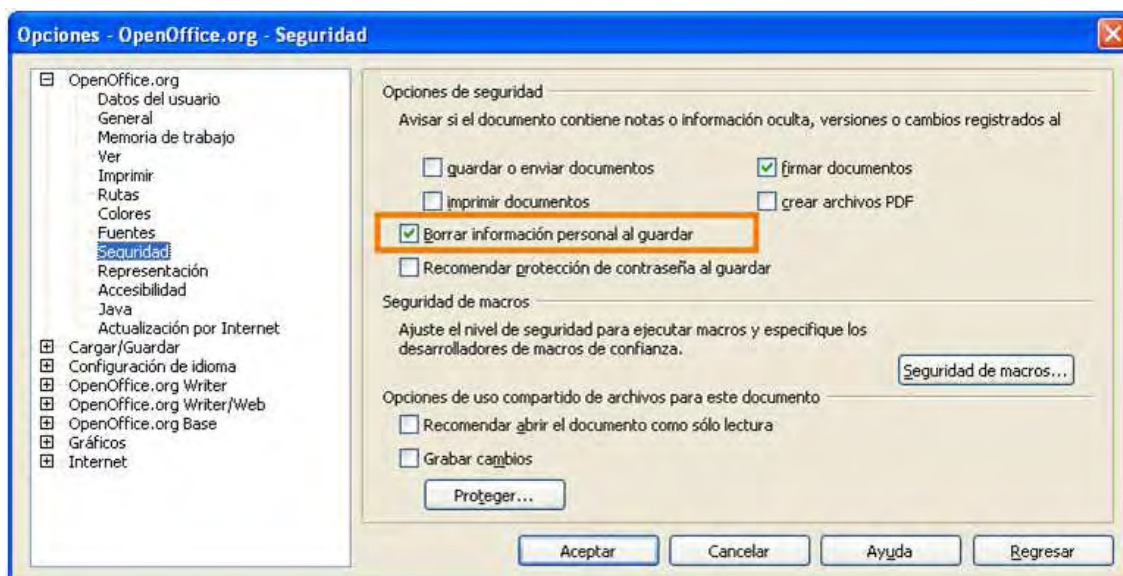 Opciones - OpenOffice.org - Seguridad
OpenOffice.org
Datos del usuario
General
Memoria de trabajo
Ver
Imprimir
Rutas
Colores
Fuentes
Seguridad
Representación
Accesibilidad
Java
Actualización por Internet
Cargar/Guardar
Configuración de idioma
OpenOffice.org Writer
OpenOffice.org Writer/Web
OpenOffice.org Base
Gráficos
Internet
Opciones de seguridad
Avisar si el documento contiene notas o información oculta, versiones o cambios registrados al
guardar o enviar documentos
firmar documentos
imprimir documentos
crear archivos PDF
Borrar información personal al guardar
Recomendar protección de contraseña al guardar
Seguridad de macros
Ajuste el nivel de seguridad para ejecutar macros y especifique los
desarrolladores de macros de confianza.
Seguridad de macros...
Opciones de uso compartido de archivos para este documento
Recomendar abrir el documento como sólo lectura
Grabar cambios
Proteger...
Aceptar
Cancelar
Ayuda
Regresar